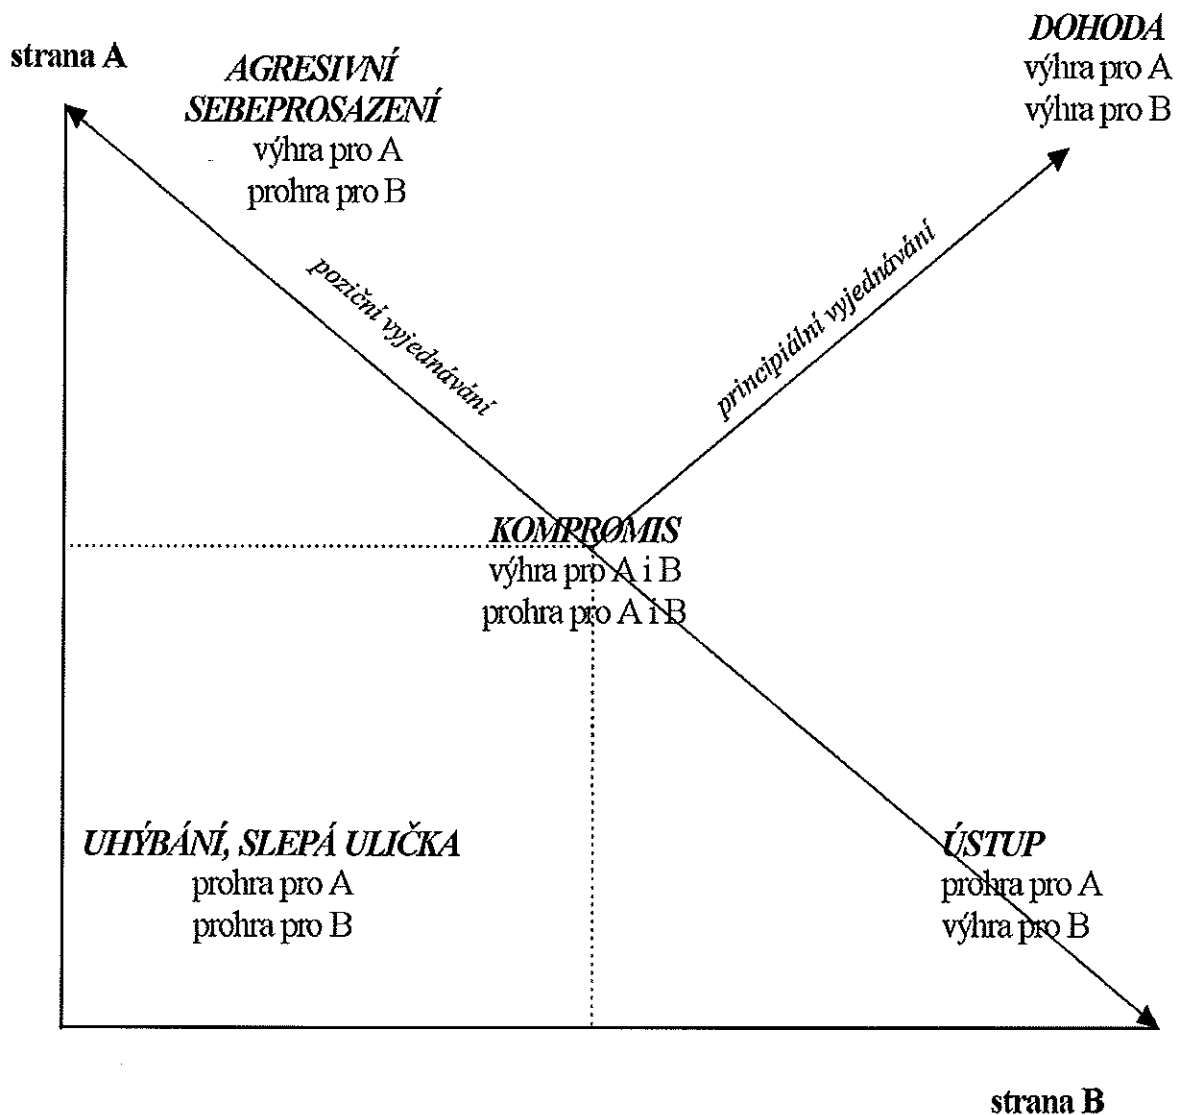 DOHODA
výhra pro A
výhra pro B
strana A
AGRESIVNÍ
SEBEPROSAZENÍ
výhra pro A
prohra pro B
poziční vyjednávání
principiální vyjednávání
KOMPROMIS
výhra pro A i B
prohra pro A i B
UHÝBÁNÍ, SLEPÁ ULIČKA
prohra pro A
prohra pro B
ÚSTUP
prohra pro A
výhra pro B
strana B